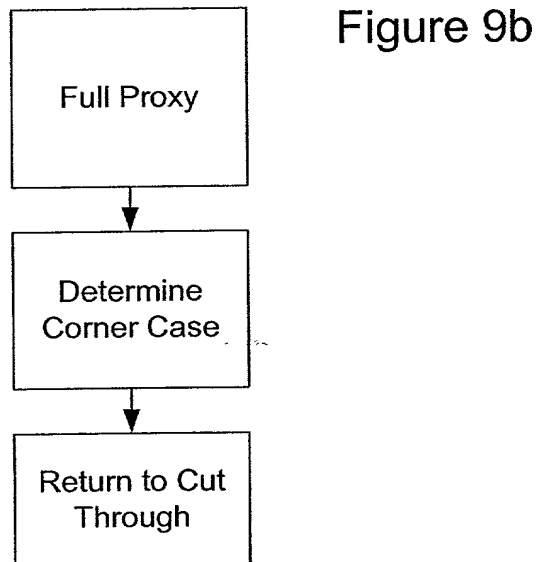 Figure 9b
Full Proxy
Determine
Corner Case
Return to Cut
Through